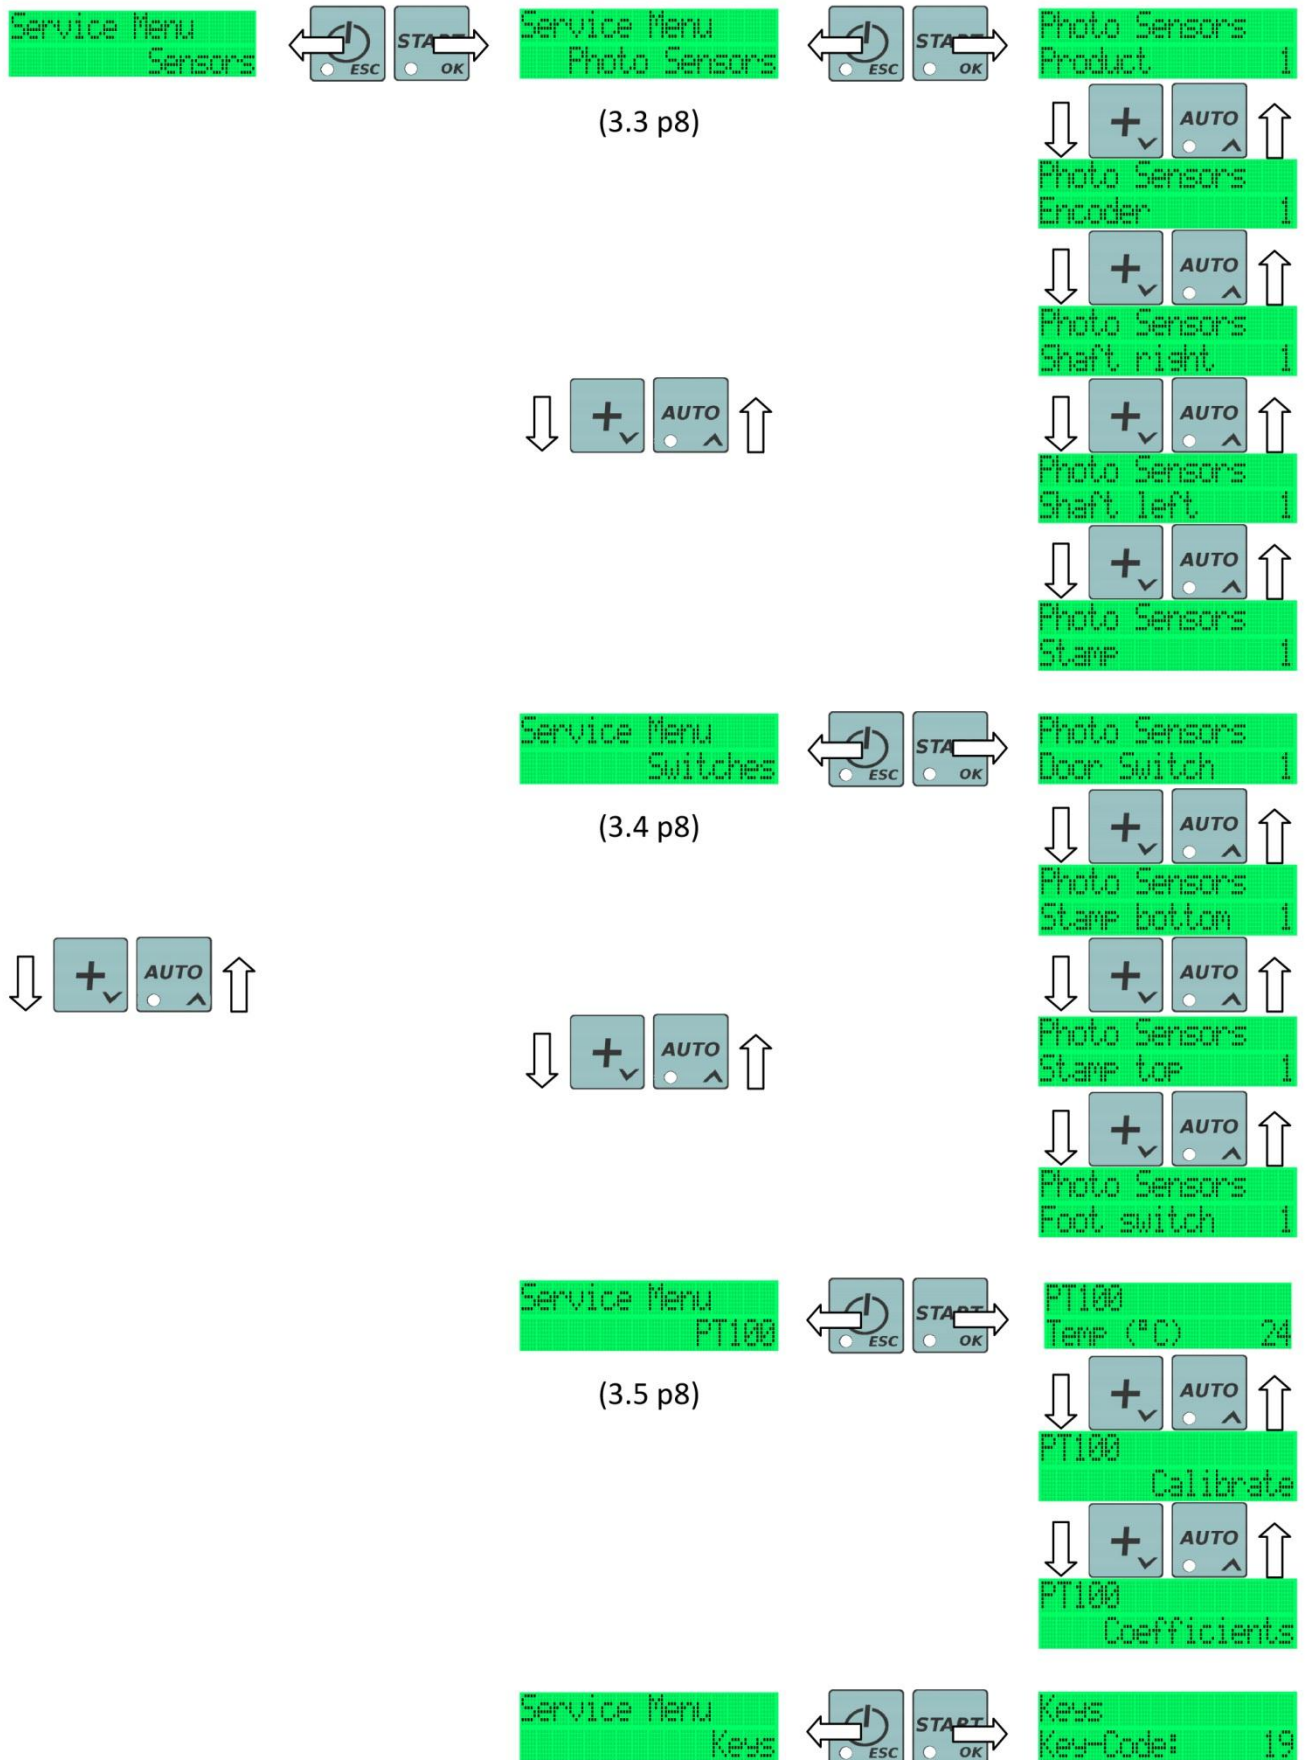 Service Menu
Sensors
ESC
START
OK
Service Menu
Photo Sensors
ESC
START
OK
Photo Sensors
Product 1
(3.3 p8)
+
AUTO
Photo Sensors
Encoder 1
+
AUTO
Photo Sensors
Shaft right 1
+
AUTO
+
AUTO
Photo Sensors
Shaft left 1
+
AUTO
Photo Sensors
Stamp 1
Service Menu
Switches
ESC
STA
OK
Photo Sensors
Door Switch 1
(3.4 p8)
+
AUTO
Photo Sensors
Stamp bottom 1
+
AUTO
+
AUTO
Photo Sensors
Stamp top 1
+
AUTO
+
AUTO
Photo Sensors
Foot switch 1
Service Menu
PT100
ESC
START
OK
PT100
Temp (°C) 24
(3.5 p8)
+
AUTO
PT100
Calibrate
+
AUTO
PT100
Coefficients
Service Menu
Keys
ESC
START
OK
Keys
Key-Code: 19